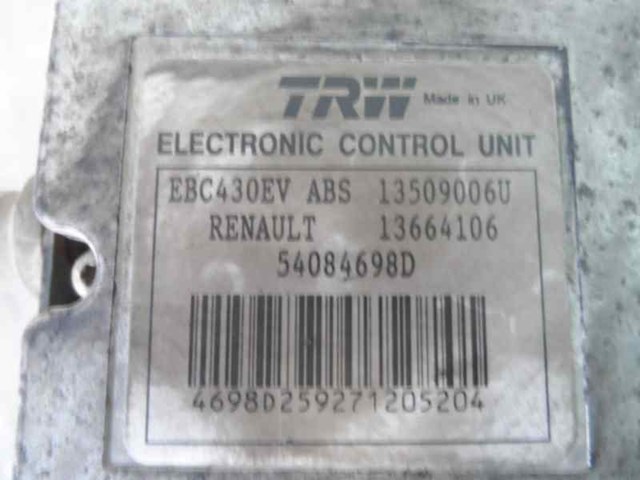 TRW Made in UK
ELECTRONIC CONTROL UNIT
EBC430EV ABS 13509006U
RENAULT 13664106
54084698D
4698D259271205204